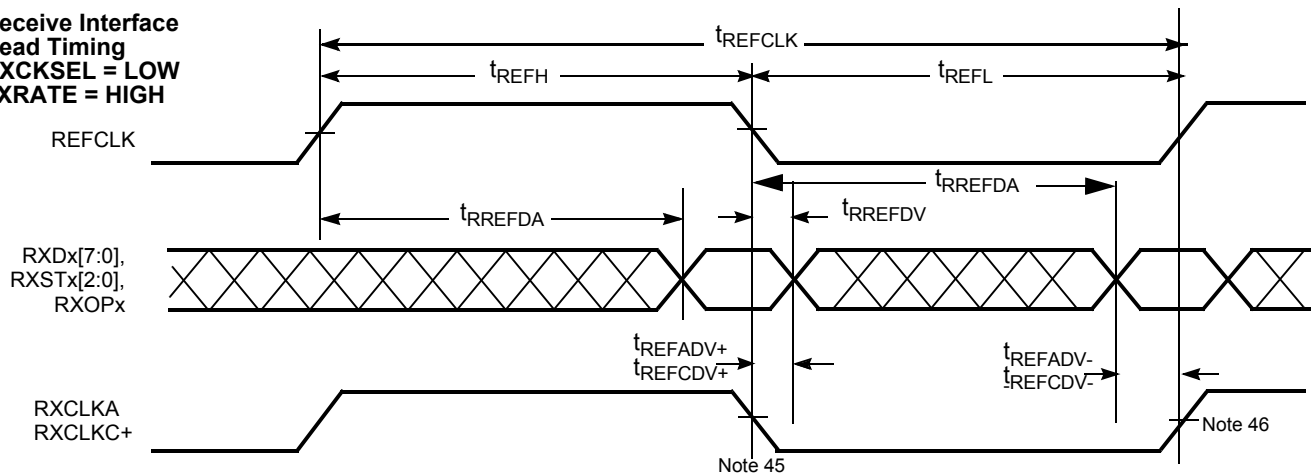 eceive Interface
ead Timing
XCKSEL = LOW
XRATE = HIGH
tREFCLK
tREFH
tREFL
REFCLK
tRREFDA
tRREFDA
tRREFDV
RXDx[7:0],
RXSTx[2:0],
RXOPx
tREFADV+
tREFCDV+
tREFADV-
tREFCDV-
RXCLKA
RXCLKC+
Note 45
Note 46